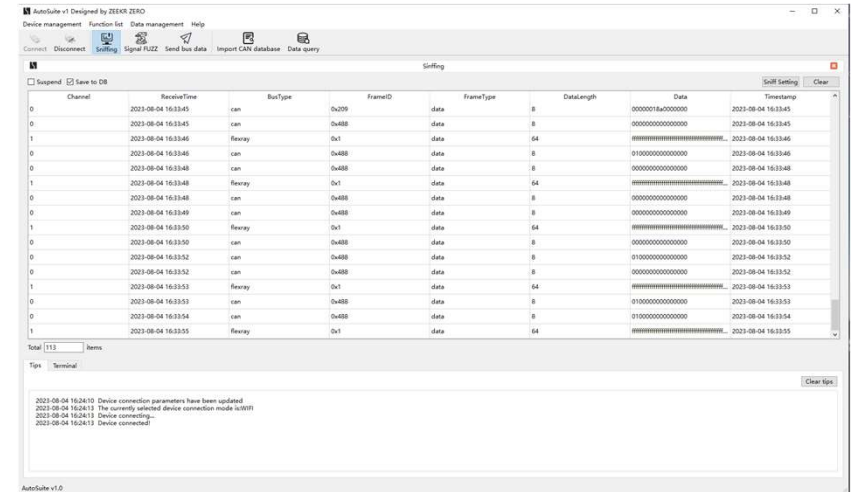 AutoSuite v1 Designed by ZEEKR ZERO
Device management Function list Data management Help
Connect Disconnect Sniffing Signal FUZZ Send bus data Import CAN database Data query
Sinffing
Suspend Save to DB Sniff Setting Clear
Channel ReceiveTime BusType FrameID FrameType DataLength Data Timestamp
0 2023-08-04 16:33:45 can 0x209 data 8 00000018a0000000 2023-08-04 16:33:45
0 2023-08-04 16:33:45 can 0x488 data 8 0000000000000000 2023-08-04 16:33:45
1 2023-08-04 16:33:46 flexray 0x1 data 64 2023-08-04 16:33:46
0 2023-08-04 16:33:46 can 0x488 data 8 0100000000000000 2023-08-04 16:33:46
0 2023-08-04 16:33:48 can 0x488 data 8 0000000000000000 2023-08-04 16:33:48
1 2023-08-04 16:33:48 flexray 0x1 data 64 2023-08-04 16:33:48
0 2023-08-04 16:33:48 can 0x488 data 8 0000000000000000 2023-08-04 16:33:48
0 2023-08-04 16:33:49 can 0x488 data 8 0000000000000000 2023-08-04 16:33:49
1 2023-08-04 16:33:50 flexray 0x1 data 64 2023-08-04 16:33:50
0 2023-08-04 16:33:50 can 0x488 data 8 0000000000000000 2023-08-04 16:33:50
0 2023-08-04 16:33:52 can 0x488 data 8 0100000000000000 2023-08-04 16:33:52
0 2023-08-04 16:33:52 can 0x488 data 8 0000000000000000 2023-08-04 16:33:52
1 2023-08-04 16:33:53 flexray 0x1 data 64 2023-08-04 16:33:53
0 2023-08-04 16:33:53 can 0x488 data 8 0100000000000000 2023-08-04 16:33:53
0 2023-08-04 16:33:54 can 0x488 data 8 0100000000000000 2023-08-04 16:33:54
1 2023-08-04 16:33:55 flexray 0x1 data 64 2023-08-04 16:33:55
Total 113 items
Tips Terminal
Clear tips
2023-08-04 16:24:10 Device connection parameters have been updated
2023-08-04 16:24:13 The currently selected device connection mode is:WIFI
2023-08-04 16:24:13 Device connecting...
2023-08-04 16:24:13 Device connected!
AutoSuite v1.0